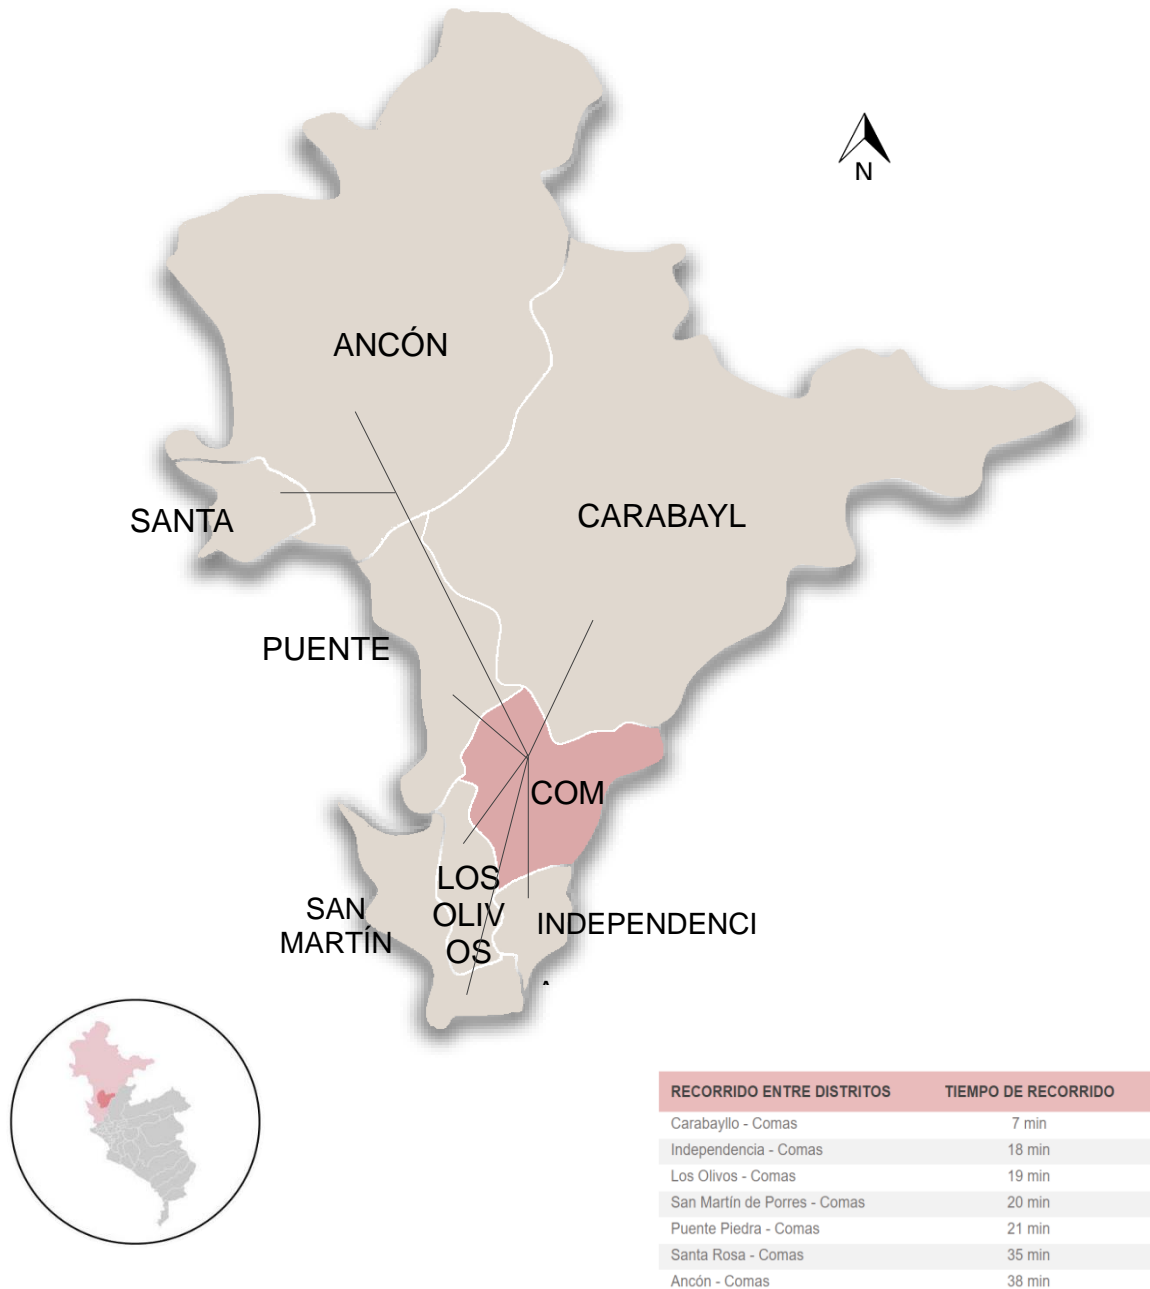 N
ANCÓN
SANTA
CARABAYL
PUENTE
COM
LOS
OLIV
OS
SAN
MARTÍN
INDEPENDENCI
RECORRIDO ENTRE DISTRITOS TIEMPO DE RECORRIDO
Carabayllo - Comas 7 min
Independencia - Comas 18 min
Los Olivos - Comas 19 min
San Martín de Porres - Comas 20 min
Puente Piedra - Comas 21 min
Santa Rosa - Comas 35 min
Ancón - Comas 38 min